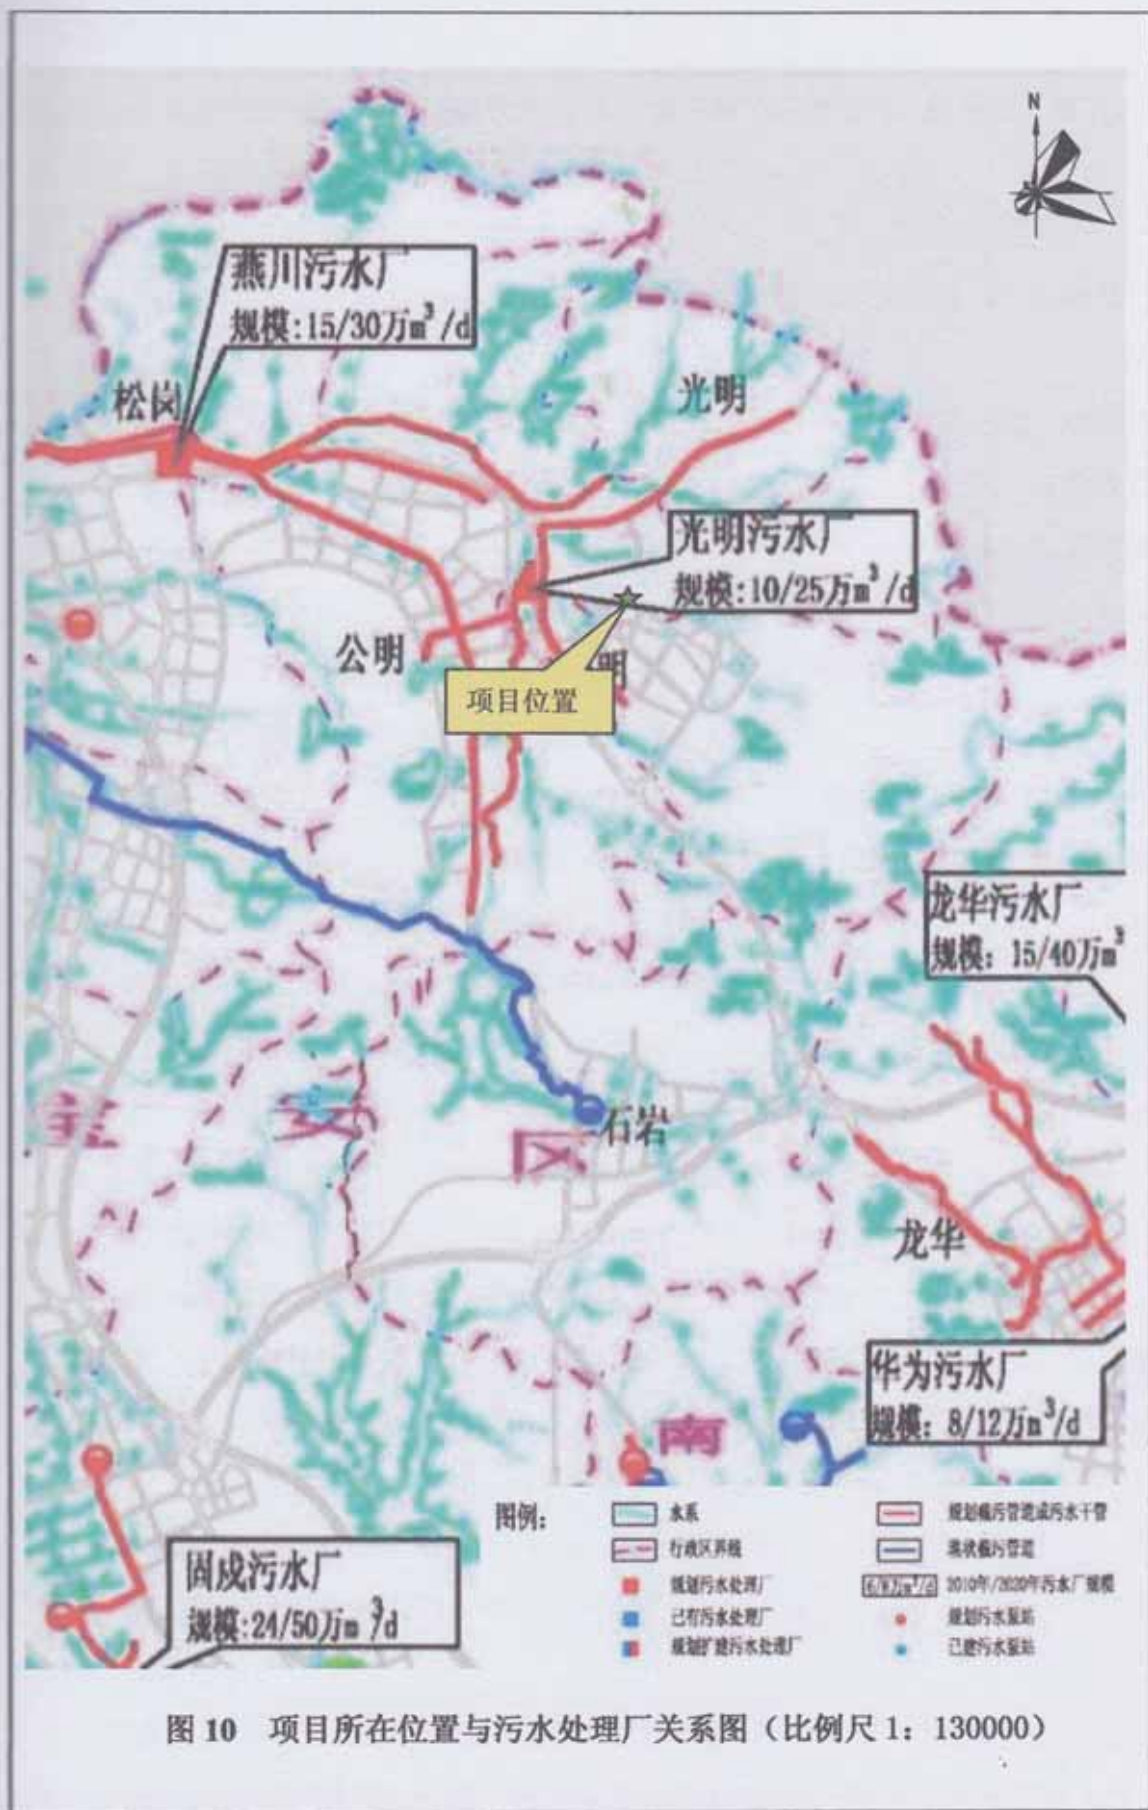 N
燕川污水厂
规模:15/30万m³/d
松岗
光明
光明污水厂
规模:10/25万m³/d
公明
明
项目位置
龙华污水厂
规模: 15/40万m³
宝安区
石岩
龙华
华为污水厂
规模: 8/12万m³/d
南
固戍污水厂
规模:24/50万m³/d
图例:
水系
行政区界线
规划污水处理厂
已有污水处理厂
规划扩建污水处理厂
规划截污管道或污水干管
现状截污管道
2010年/2020年污水厂规模
规划污水泵站
已建污水泵站
图 10 项目所在位置与污水处理厂关系图（比例尺 1: 130000）